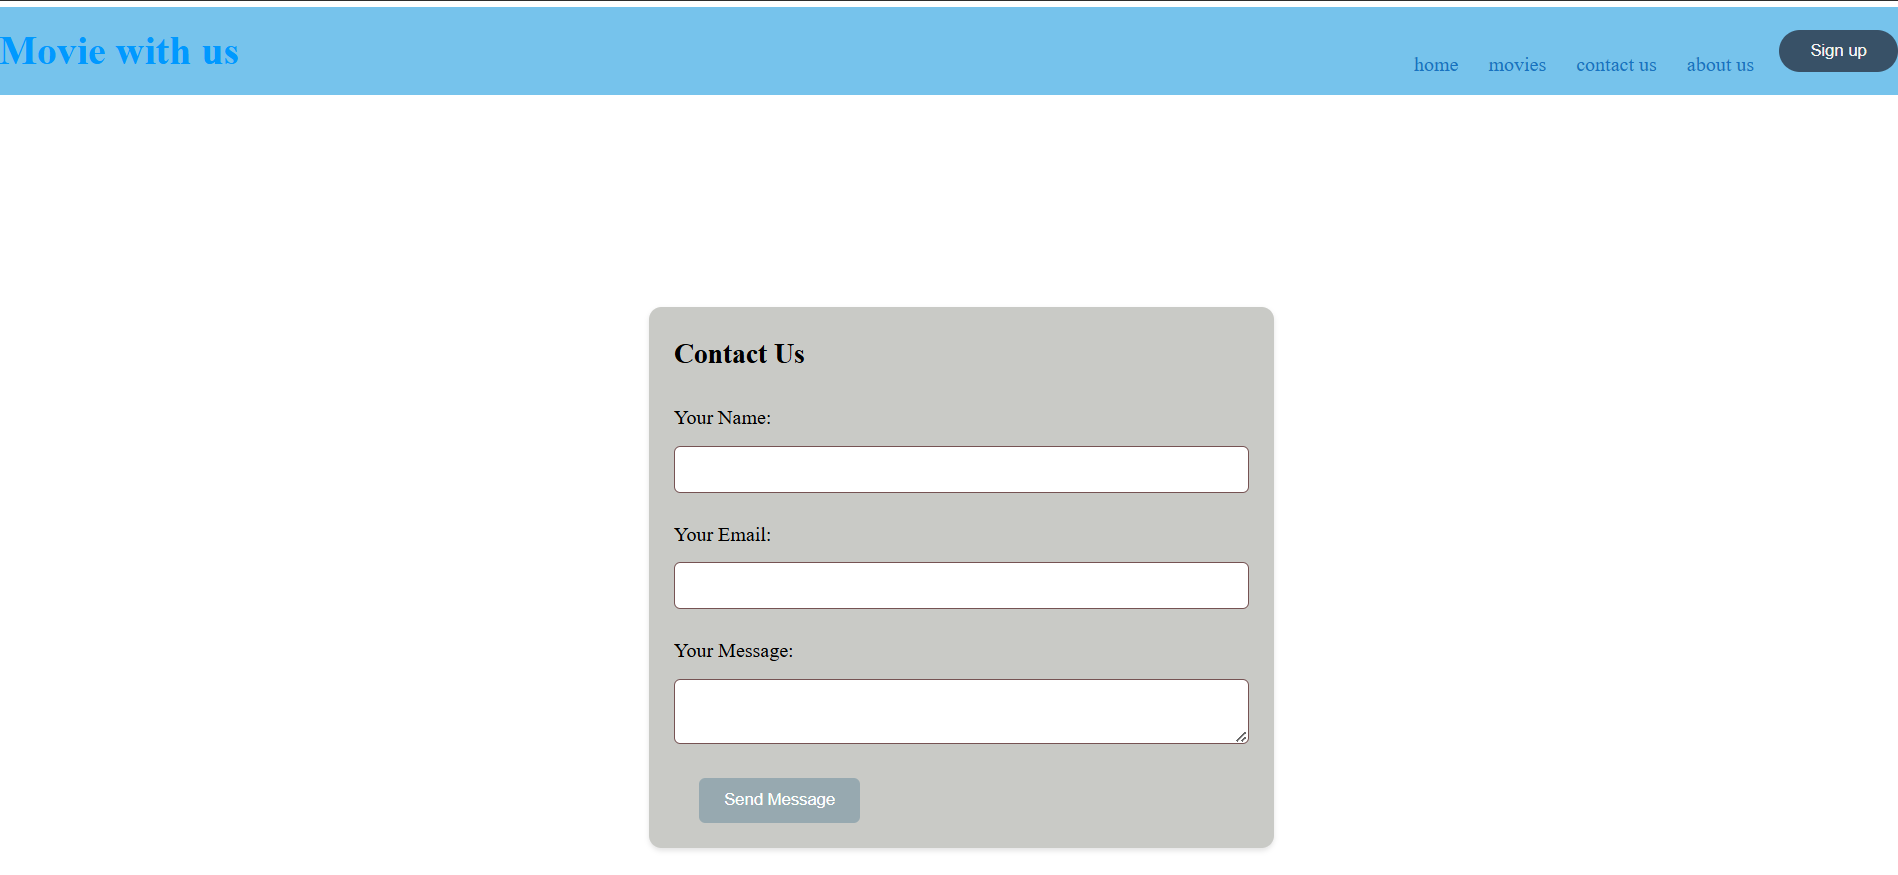 Movie with us
home movies contact us about us Sign up
Contact Us
Your Name:
Your Email:
Your Message:
Send Message